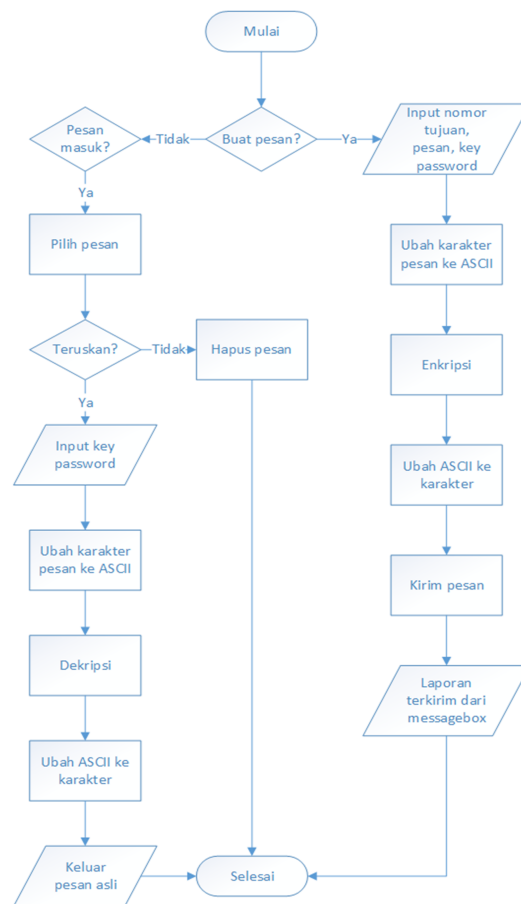 Mulai
Pesan
masuk?
Tidak
Buat pesan?
Ya
Input nomor
tujuan,
pesan, key
password
Ya
Pilih pesan
Ubah karakter
pesan ke ASCII
Teruskan?
Tidak
Hapus pesan
Enkripsi
Ya
Input key
password
Ubah ASCII ke
karakter
Ubah karakter
pesan ke ASCII
Kirim pesan
Dekripsi
Laporan
terkirim dari
messagebox
Ubah ASCII ke
karakter
Keluar
pesan asli
Selesai